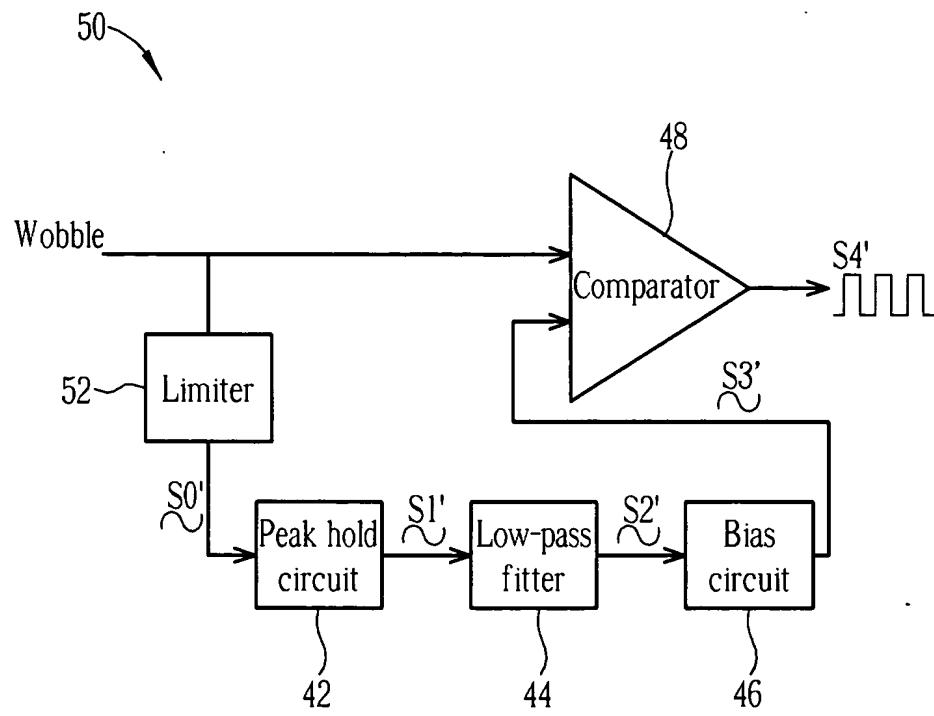 50
48
Wobble
S4'
Comparator
52
Limiter
S3'
S0'
S1'
S2'
Peak hold
circuit
Low-pass
fitter
Bias
circuit
42
44
46